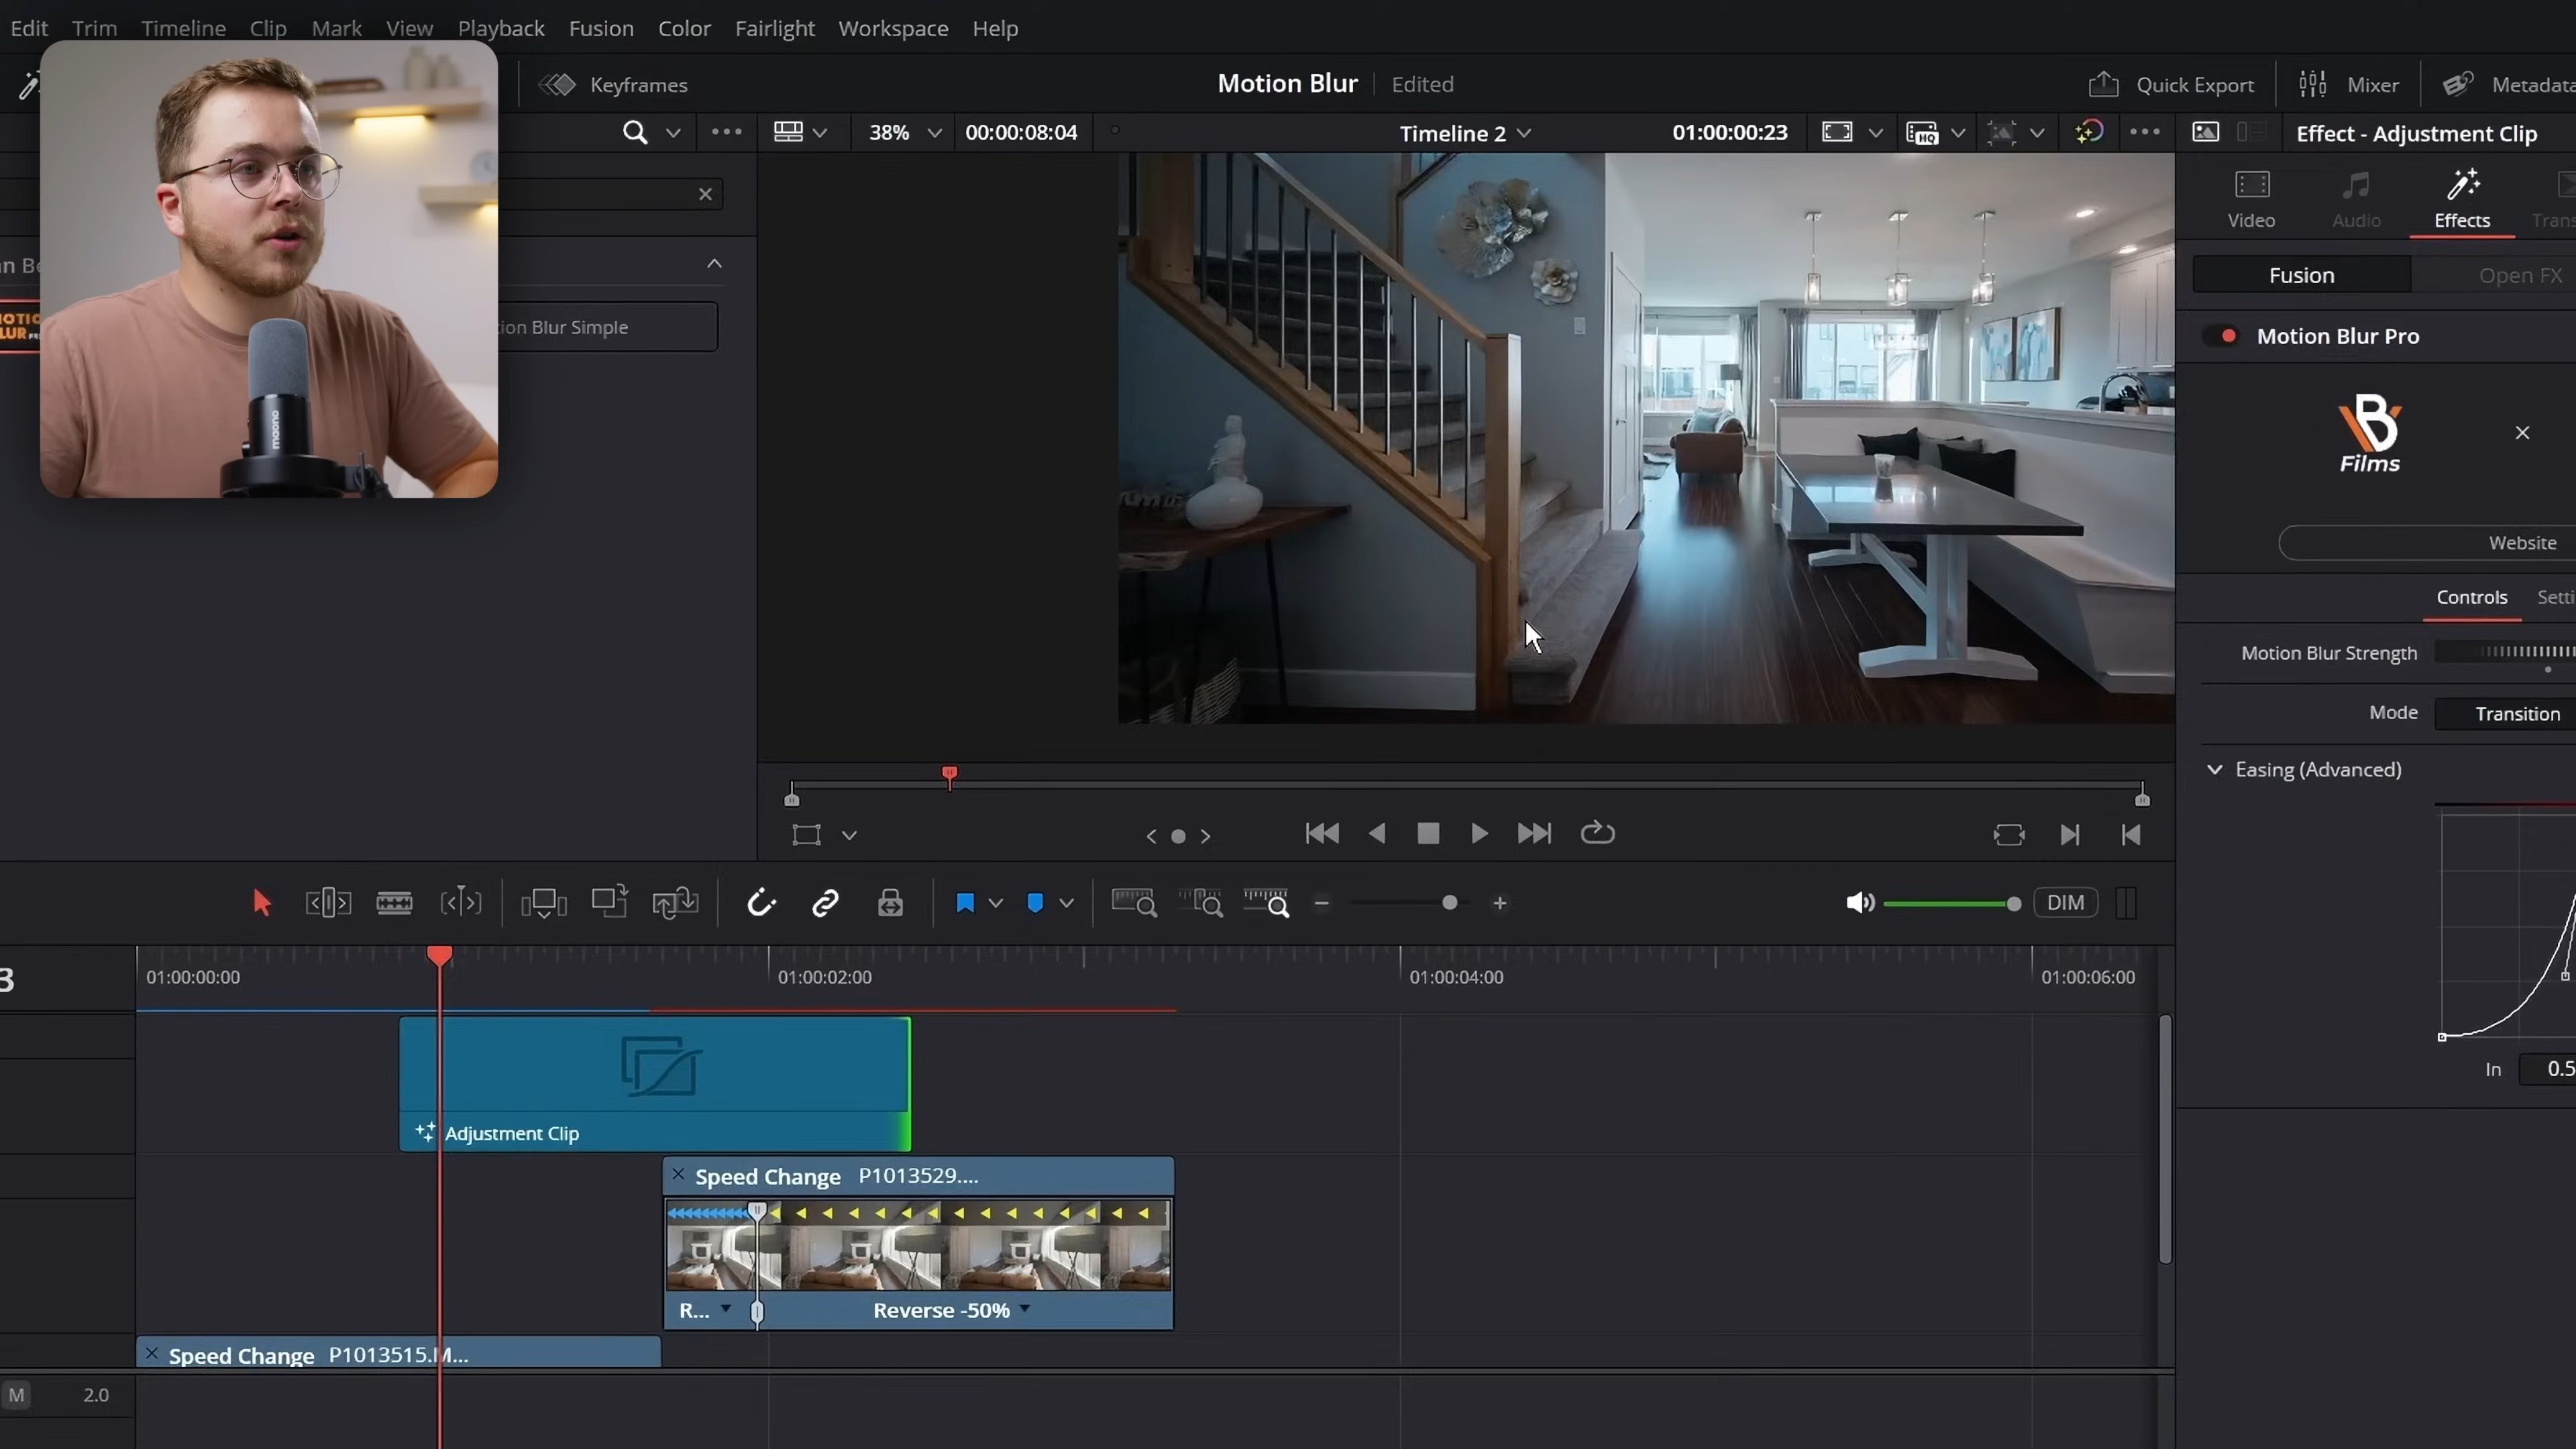 Edit Trim Timeline Clip Mark View Playback Fusion Color Fairlight Workspace Help
Keyframes
Motion Blur Edited
Quick Export Mixer Metadata
38% 00:00:08:04
Timeline 2
01:00:00:23
HQ
Effect - Adjustment Clip
Video
Audio
Effects
Trans
Fusion
Open FX
ion Blur Simple
maono
Motion Blur Pro
VB
Films
Website
Controls
Setti
Motion Blur Strength
Mode
Transition
Easing (Advanced)
In
0.5
DIM
01:00:00:00
01:00:02:00
01:00:04:00
01:00:06:00
Adjustment Clip
Speed Change P1013529....
R...
Reverse -50%
Speed Change P1013515.M...
M
2.0